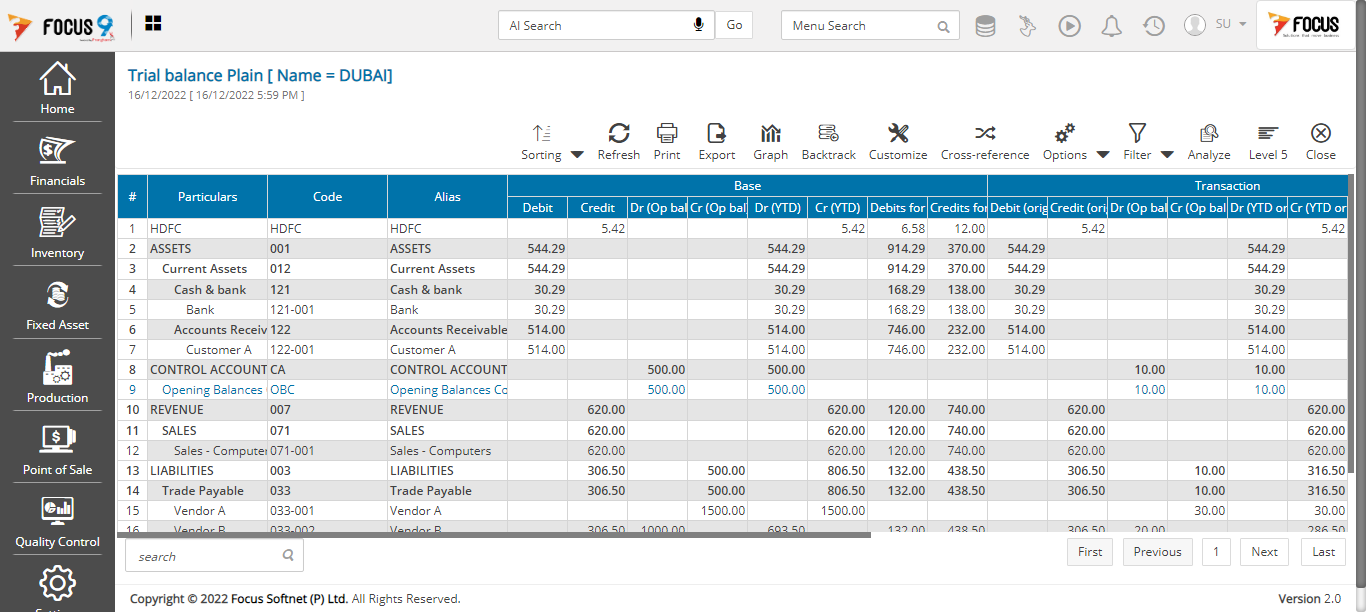 FOCUS 9
AI Search
Go
Menu Search
SU
FOCUS
Home
Financials
Inventory
Fixed Asset
Production
Point of Sale
Quality Control
Trial balance Plain [ Name = DUBAI]
16/12/2022 [ 16/12/2022 5:59 PM ]
Sorting Refresh Print Export Graph Backtrack Customize Cross-reference Options Filter Analyze Level 5 Close
# Particulars Code Alias Base Transaction
Debit Credit Dr (Op bal Cr (Op bal Dr (YTD) Cr (YTD) Debits for Credits for Debit (orig Credit (ori Dr (Op bal Cr (Op bal Dr (YTD or Cr (YTD or
1 HDFC HDFC HDFC 5.42 5.42 6.58 12.00 5.42 5.42
2 ASSETS 001 ASSETS 544.29 544.29 914.29 370.00 544.29 544.29
3 Current Assets 012 Current Assets 544.29 544.29 914.29 370.00 544.29 544.29
4 Cash & bank 121 Cash & bank 30.29 30.29 168.29 138.00 30.29 30.29
5 Bank 121-001 Bank 30.29 30.29 168.29 138.00 30.29 30.29
6 Accounts Receiv 122 Accounts Receivable 514.00 514.00 746.00 232.00 514.00 514.00
7 Customer A 122-001 Customer A 514.00 514.00 746.00 232.00 514.00 514.00
8 CONTROL ACCOUNT CA CONTROL ACCOUNT 500.00 500.00 10.00 10.00
9 Opening Balances OBC Opening Balances Co 500.00 500.00 10.00 10.00
10 REVENUE 007 REVENUE 620.00 620.00 120.00 740.00 620.00 620.00
11 SALES 071 SALES 620.00 620.00 120.00 740.00 620.00 620.00
12 Sales - Computer 071-001 Sales - Computers 620.00 620.00 120.00 740.00 620.00 620.00
13 LIABILITIES 003 LIABILITIES 306.50 500.00 806.50 132.00 438.50 306.50 10.00 316.50
14 Trade Payable 033 Trade Payable 306.50 500.00 806.50 132.00 438.50 306.50 10.00 316.50
15 Vendor A 033-001 Vendor A 1500.00 1500.00 30.00 30.00
16 Vendor B 033-002 Vendor B 306.50 1000.00 693.50 132.00 438.50 306.50 20.00 286.50
search
First Previous 1 Next Last
Copyright © 2022 Focus Softnet (P) Ltd. All Rights Reserved.
Version 2.0